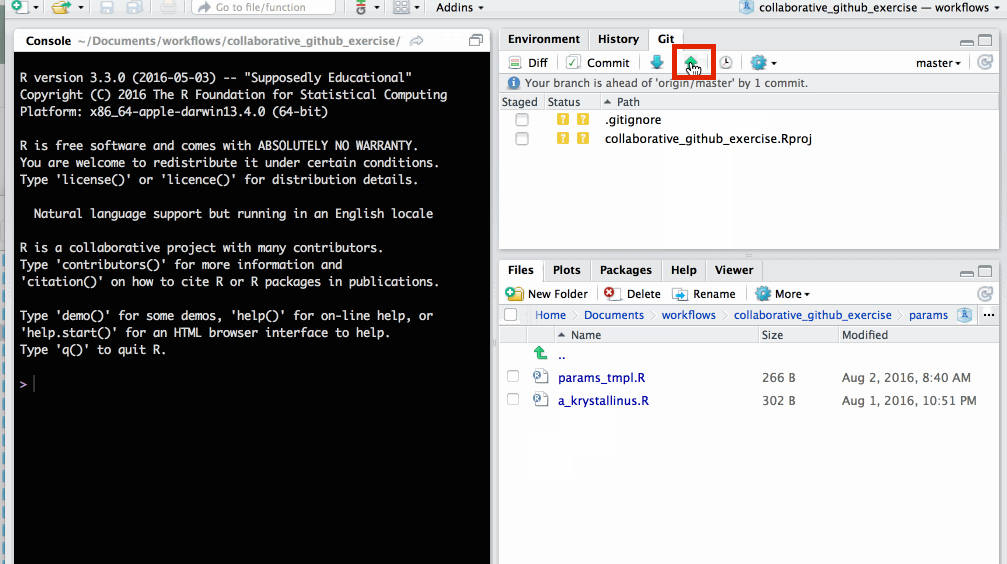 Go to file/function
Addins
collaborative_github_exercise — workflows
Console ~/Documents/workflows/collaborative_github_exercise/
R version 3.3.0 (2016-05-03) -- "Supposedly Educational"
Copyright (C) 2016 The R Foundation for Statistical Computing
Platform: x86_64-apple-darwin13.4.0 (64-bit)
R is free software and comes with ABSOLUTELY NO WARRANTY.
You are welcome to redistribute it under certain conditions.
Type 'license()' or 'licence()' for distribution details.
Natural language support but running in an English locale
R is a collaborative project with many contributors.
Type 'contributors()' for more information and
'citation()' on how to cite R or R packages in publications.
Type 'demo()' for some demos, 'help()' for on-line help, or
'help.start()' for an HTML browser interface to help.
Type 'q()' to quit R.
>
Environment History Git
Diff Commit master
Your branch is ahead of 'origin/master' by 1 commit.
Staged Status Path
? ? .gitignore
? ? collaborative_github_exercise.Rproj
Files Plots Packages Help Viewer
New Folder Delete Rename More
Home Documents workflows collaborative_github_exercise params R ...
Name Size Modified
..
params_tmpl.R 266 B Aug 2, 2016, 8:40 AM
a_krystallinus.R 302 B Aug 1, 2016, 10:51 PM